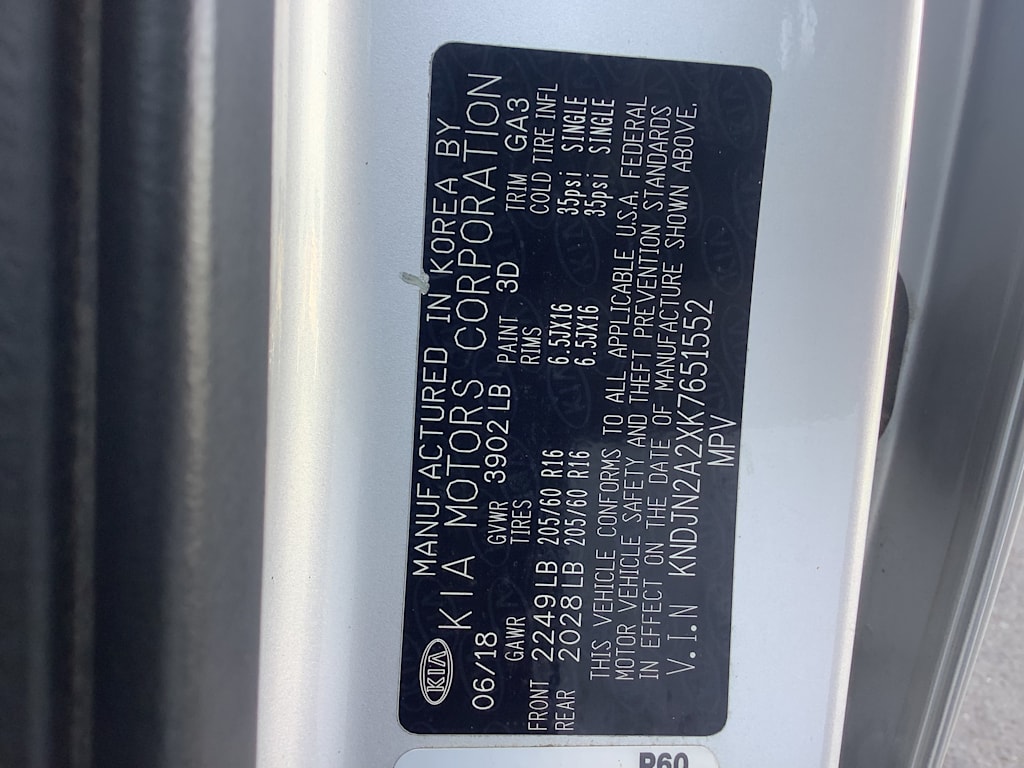 KIA
MANUFACTURED IN KOREA BY
KIA MOTORS CORPORATION
06/18 GVWR 3902 LB PAINT 3D TRIM GA3
GAWR TIRES RIMS COLD TIRE INFL
FRONT 2249 LB 205/60 R16 6.5JX16 35psi SINGLE
REAR 2028 LB 205/60 R16 6.5JX16 35psi SINGLE
THIS VEHICLE CONFORMS TO ALL APPLICABLE U.S.A. FEDERAL
MOTOR VEHICLE SAFETY AND THEFT PREVENTION STANDARDS
IN EFFECT ON THE DATE OF MANUFACTURE SHOWN ABOVE.
V.I.N KNDJN2A2XK7651552
MPV